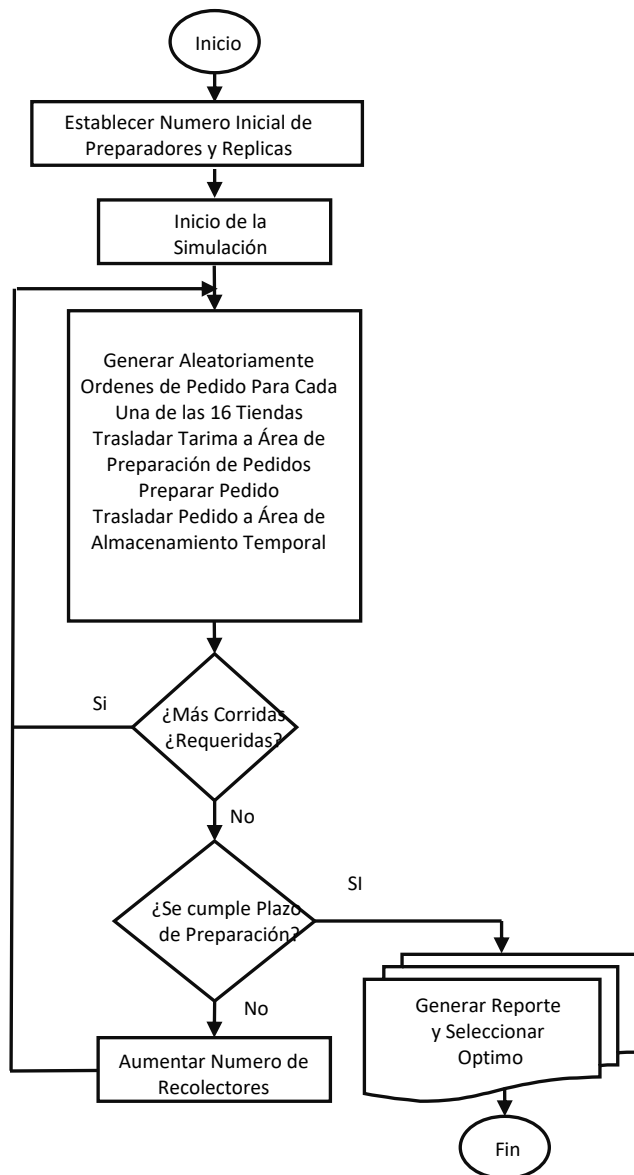 Inicio
Establecer Numero Inicial de
Preparadores y Replicas
Inicio de la
Simulación
Generar Aleatoriamente
Ordenes de Pedido Para Cada
Una de las 16 Tiendas
Trasladar Tarima a Área de
Preparación de Pedidos
Preparar Pedido
Trasladar Pedido a Área de
Almacenamiento Temporal
Si
¿Más Corridas
¿Requeridas?
No
¿Se cumple Plazo
de Preparación?
SI
No
Aumentar Numero de
Recolectores
Generar Reporte
y Seleccionar
Optimo
Fin